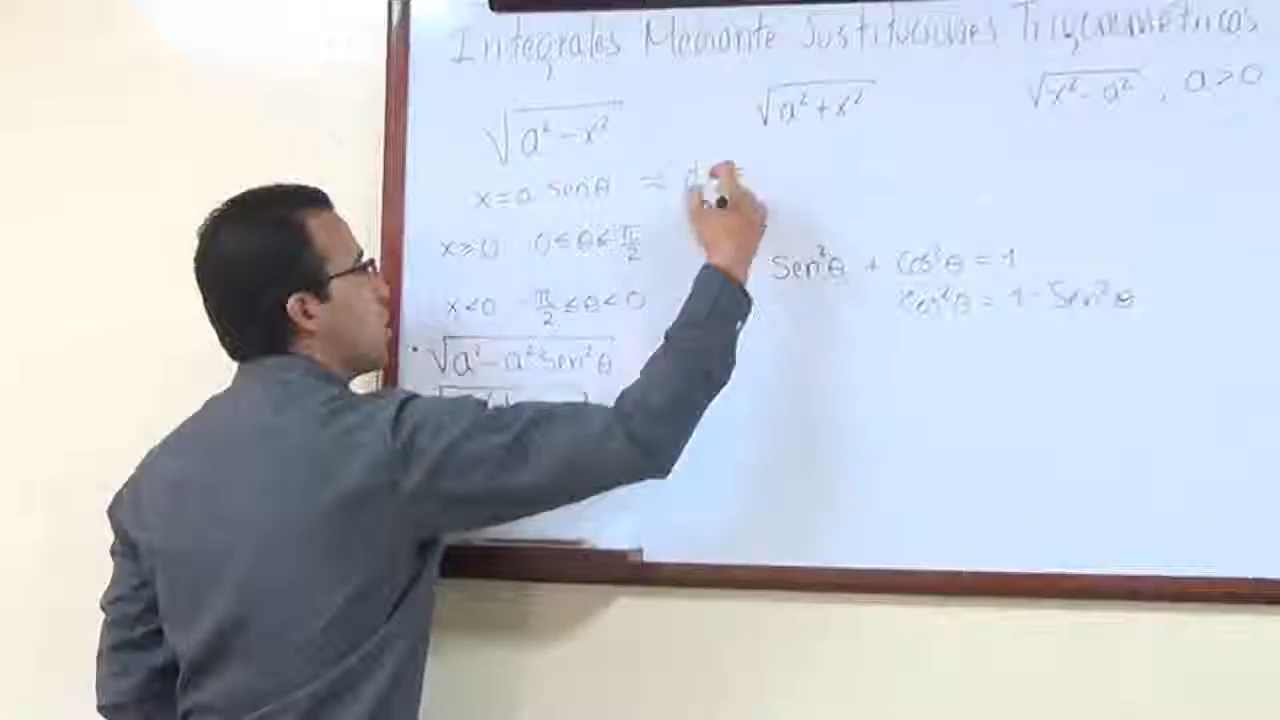 Integrales Mediante Sustituciones Trigonométricas
√(a² - x²)
√(a² + x²)
√(x² - a²) , a > 0
x = a sen θ ⇒ d
x ≥ 0 0 ≤ θ ≤ π/2
x < 0 -π/2 ≤ θ < 0
Sen²θ + Cos²θ = 1
Cos²θ = 1 - Sen²θ
• √(a² - a² sen²θ)